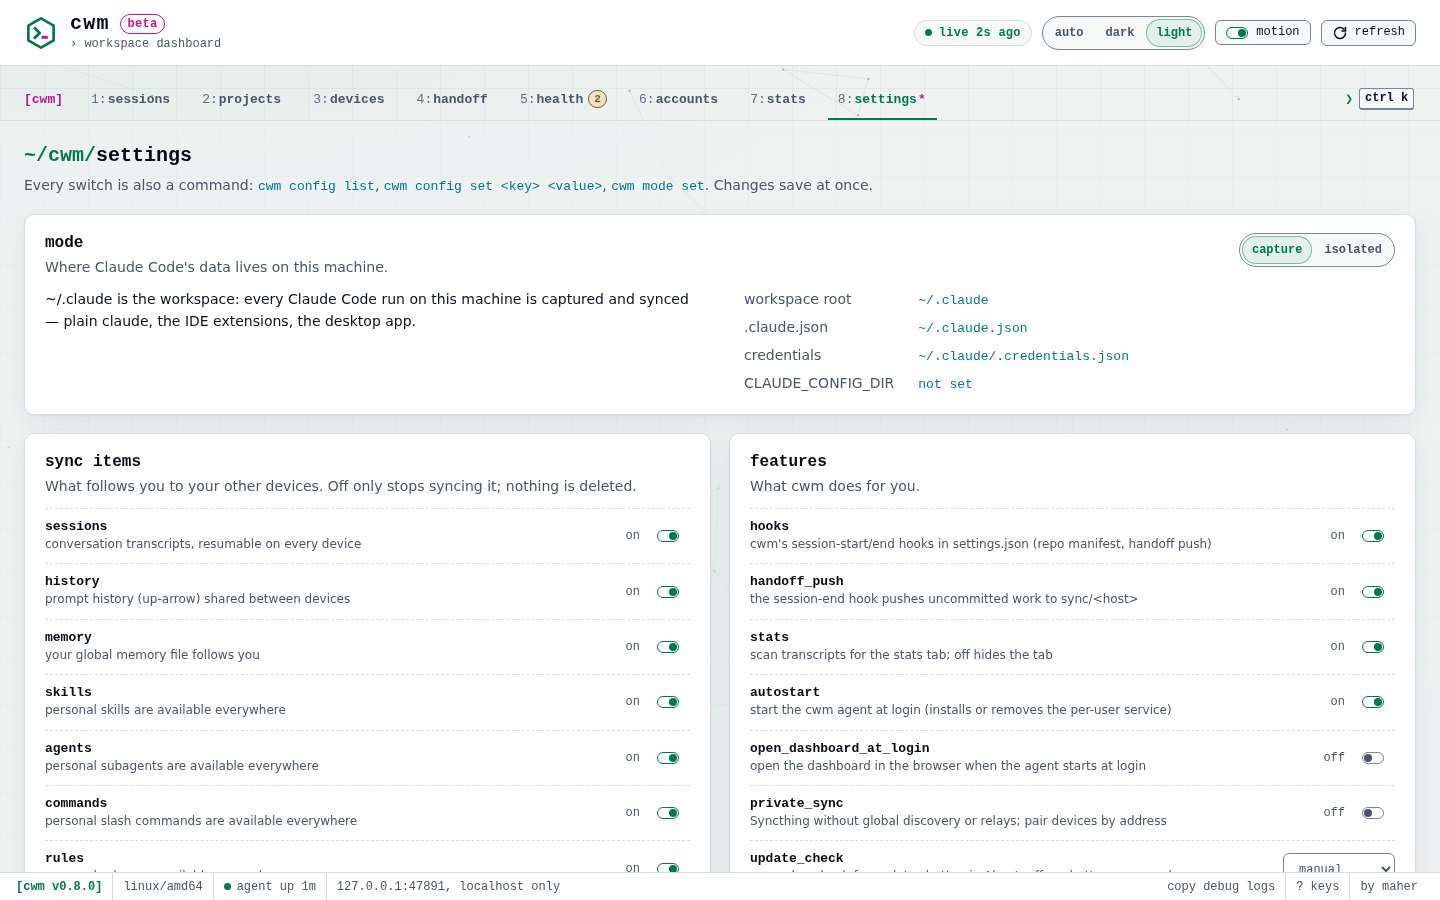 cwm beta
› workspace dashboard
live 2s ago
auto dark light
motion
refresh
[cwm] 1:sessions 2:projects 3:devices 4:handoff 5:health 2 6:accounts 7:stats 8:settings*
❯ ctrl k
~/cwm/settings
Every switch is also a command: cwm config list, cwm config set <key> <value>, cwm mode set. Changes save at once.
mode
Where Claude Code's data lives on this machine.
capture isolated
~/.claude is the workspace: every Claude Code run on this machine is captured and synced
— plain claude, the IDE extensions, the desktop app.
workspace root ~/.claude
.claude.json ~/.claude.json
credentials ~/.claude/.credentials.json
CLAUDE_CONFIG_DIR not set
sync items
What follows you to your other devices. Off only stops syncing it; nothing is deleted.
sessions
conversation transcripts, resumable on every device
on
history
prompt history (up-arrow) shared between devices
on
memory
your global memory file follows you
on
skills
personal skills are available everywhere
on
agents
personal subagents are available everywhere
on
commands
personal slash commands are available everywhere
on
rules
on
features
What cwm does for you.
hooks
cwm's session-start/end hooks in settings.json (repo manifest, handoff push)
on
handoff_push
the session-end hook pushes uncommitted work to sync/<host>
on
stats
scan transcripts for the stats tab; off hides the tab
on
autostart
start the cwm agent at login (installs or removes the per-user service)
on
open_dashboard_at_login
open the dashboard in the browser when the agent starts at login
off
private_sync
Syncthing without global discovery or relays; pair devices by address
off
update_check
manual
[cwm v0.8.0] linux/amd64 agent up 1m 127.0.0.1:47891, localhost only
copy debug logs ? keys by maher